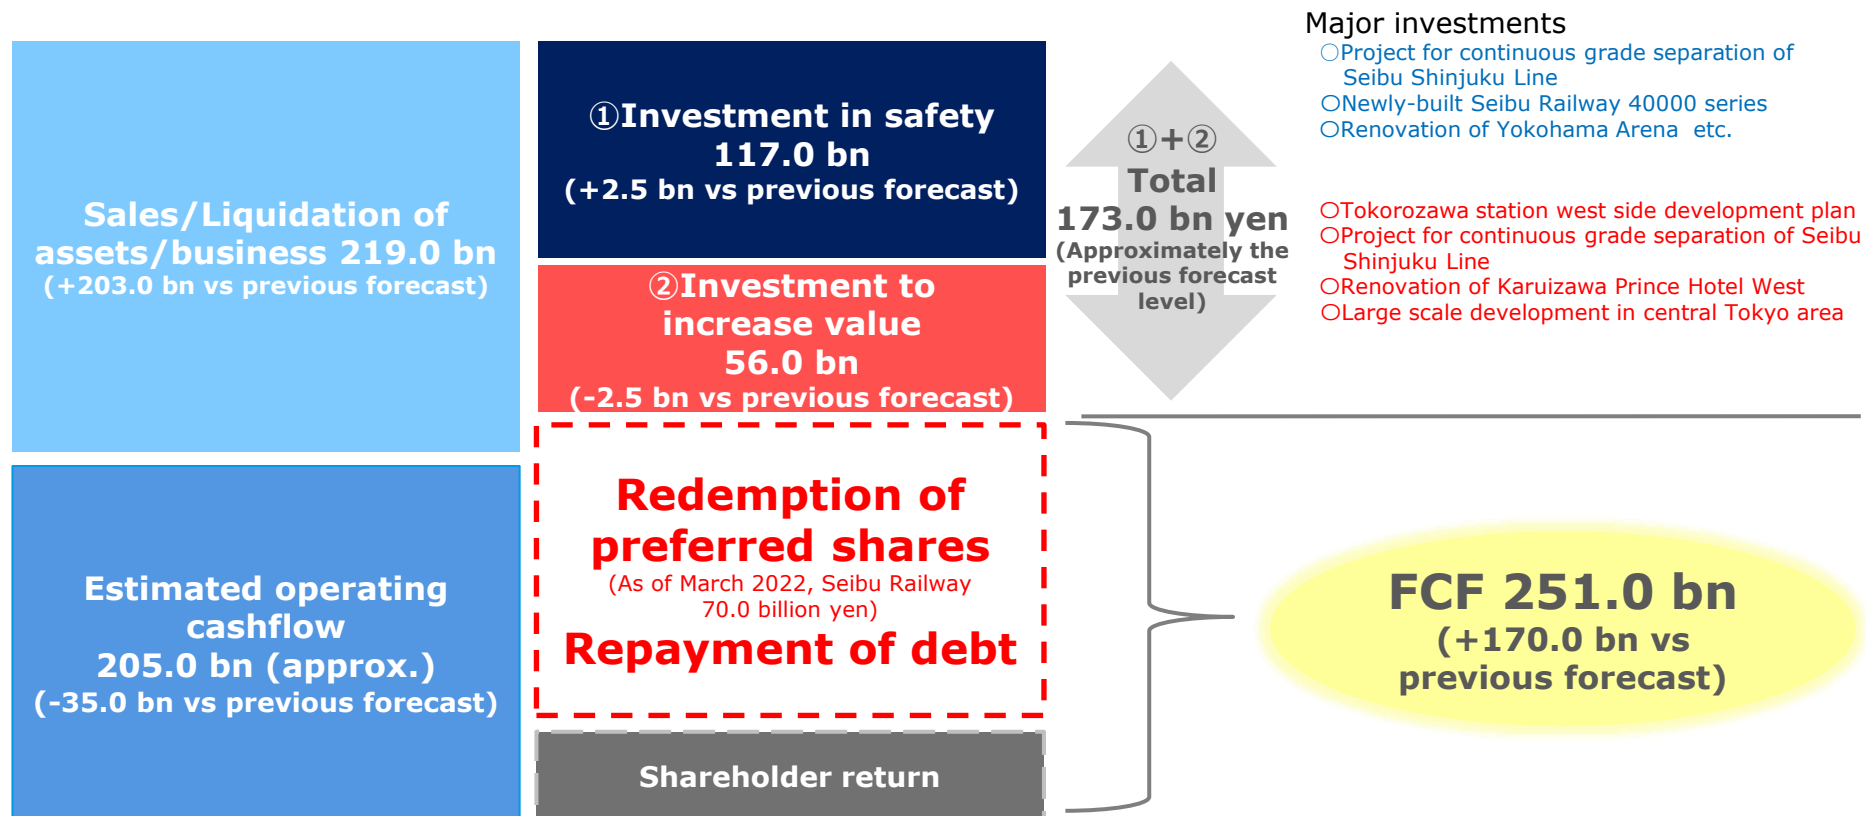 Sales/Liquidation of
assets/business 219.0 bn
(+203.0 bn vs previous forecast)
Estimated operating
cashflow
205.0 bn (approx.)
(-35.0 bn vs previous forecast)
①Investment in safety
117.0 bn
(+2.5 bn vs previous forecast)
②Investment to
increase value
56.0 bn
(-2.5 bn vs previous forecast)
Redemption of
preferred shares
(As of March 2022, Seibu Railway
70.0 billion yen)
Repayment of debt
Shareholder return
①+②
Total
173.0 bn yen
(Approximately the
previous forecast
level)
Major investments
○Project for continuous grade separation of
Seibu Shinjuku Line
○Newly-built Seibu Railway 40000 series
○Renovation of Yokohama Arena etc.
○Tokorozawa station west side development plan
○Project for continuous grade separation of Seibu
Shinjuku Line
○Renovation of Karuizawa Prince Hotel West
○Large scale development in central Tokyo area
FCF 251.0 bn
(+170.0 bn vs
previous forecast)